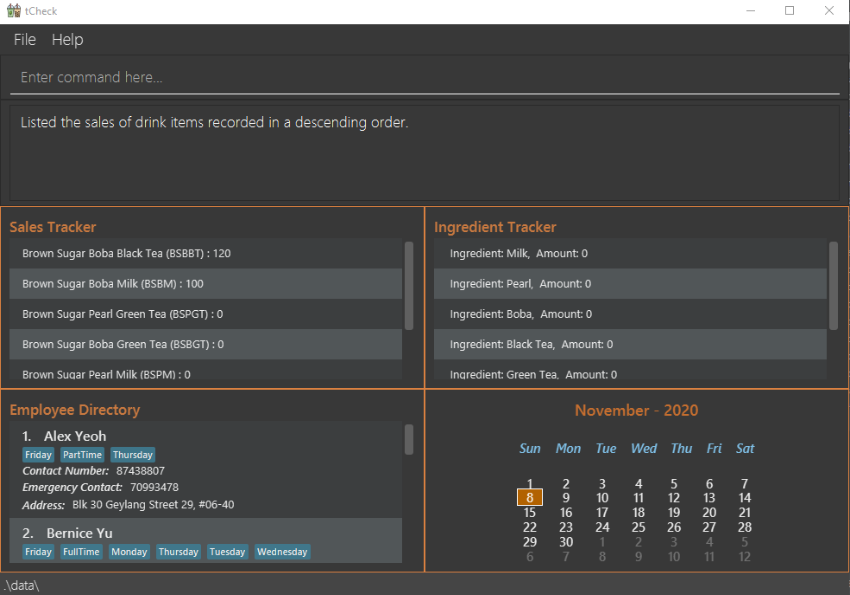 tCheck
File Help
Enter command here...
Listed the sales of drink items recorded in a descending order.
Sales Tracker
Brown Sugar Boba Black Tea (BSBBT) : 120
Brown Sugar Boba Milk (BSBM) : 100
Brown Sugar Pearl Green Tea (BSPGT) : 0
Brown Sugar Boba Green Tea (BSBGT) : 0
Brown Sugar Pearl Milk (BSPM) : 0
Ingredient Tracker
Ingredient: Milk, Amount: 0
Ingredient: Pearl, Amount: 0
Ingredient: Boba, Amount: 0
Ingredient: Black Tea, Amount: 0
Ingredient: Green Tea, Amount: 0
Employee Directory
1. Alex Yeoh
Friday PartTime Thursday
Contact Number: 87438807
Emergency Contact: 70993478
Address: Blk 30 Geylang Street 29, #06-40
2. Bernice Yu
Friday FullTime Monday Thursday Tuesday Wednesday
November - 2020
Sun Mon Tue Wed Thu Fri Sat
1 2 3 4 5 6 7
8 9 10 11 12 13 14
15 16 17 18 19 20 21
22 23 24 25 26 27 28
29 30 1 2 3 4 5
6 7 8 9 10 11 12
.\data\